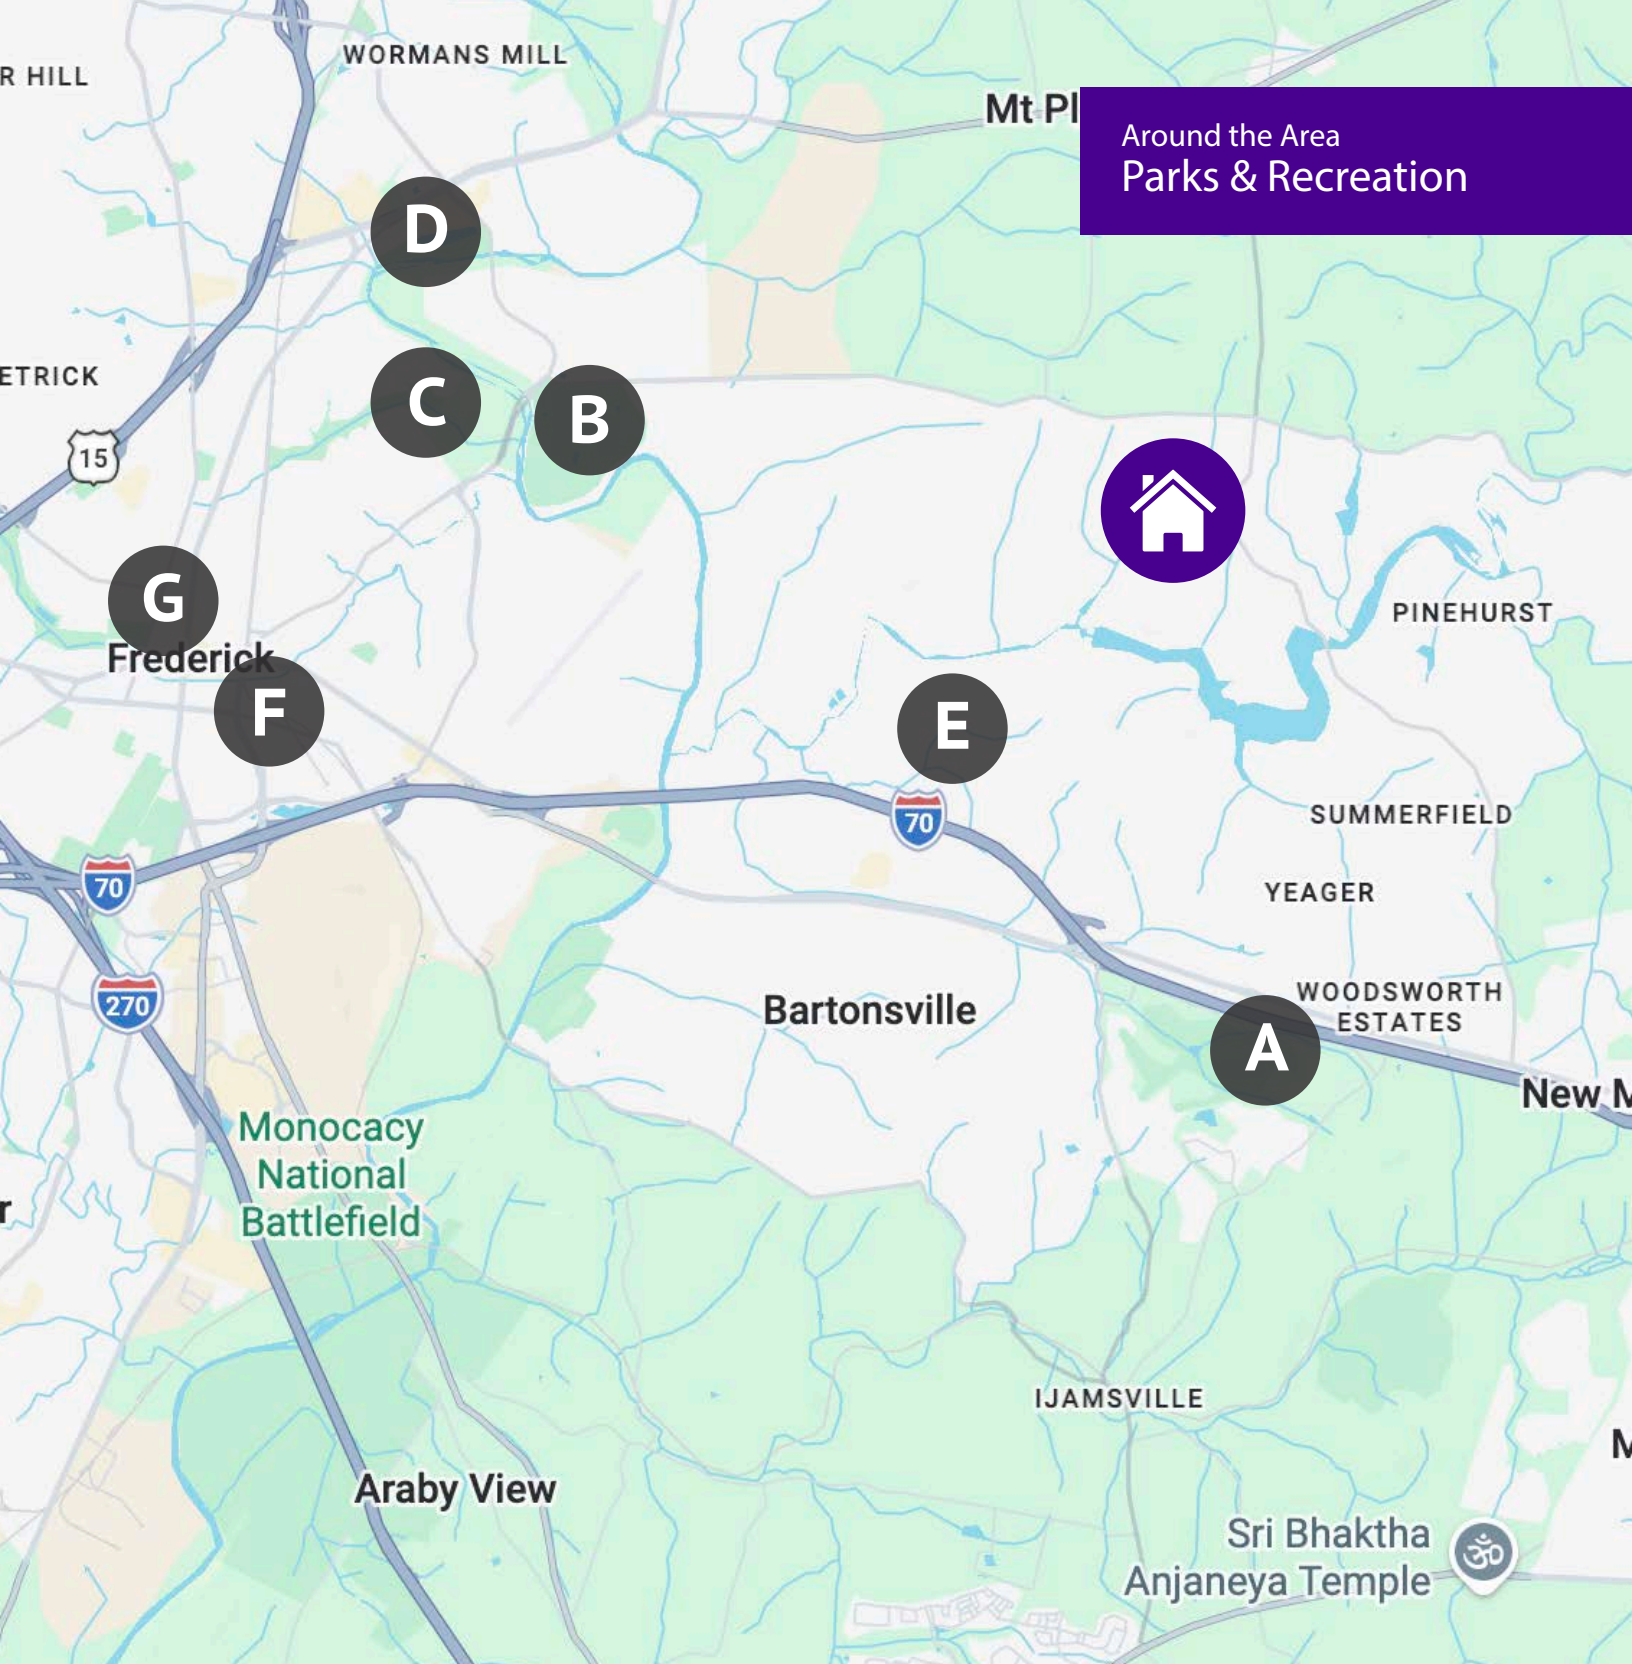 WORMANS MILL
R HILL
Mt Pl
Around the Area
Parks & Recreation
D
ETRICK
C
B
15
G
Frederick
F
PINEHURST
E
70
SUMMERFIELD
70
YEAGER
270
Bartonsville
WOODSWORTH
ESTATES
A
New M
Monocacy
National
Battlefield
r
IJAMSVILLE
M
Araby View
Sri Bhaktha
Anjaneya Temple
ॐ